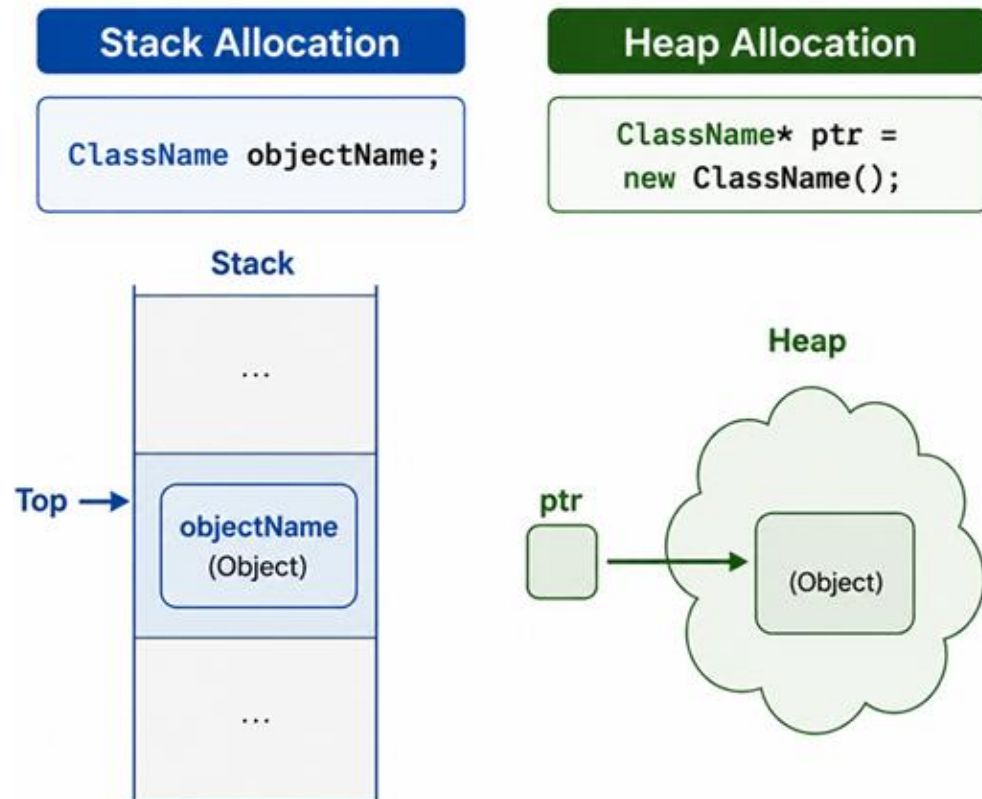 Stack Allocation
ClassName objectName;
Stack
...
Top
objectName
(Object)
...
Heap Allocation
ClassName* ptr =
new ClassName();
Heap
ptr
(Object)